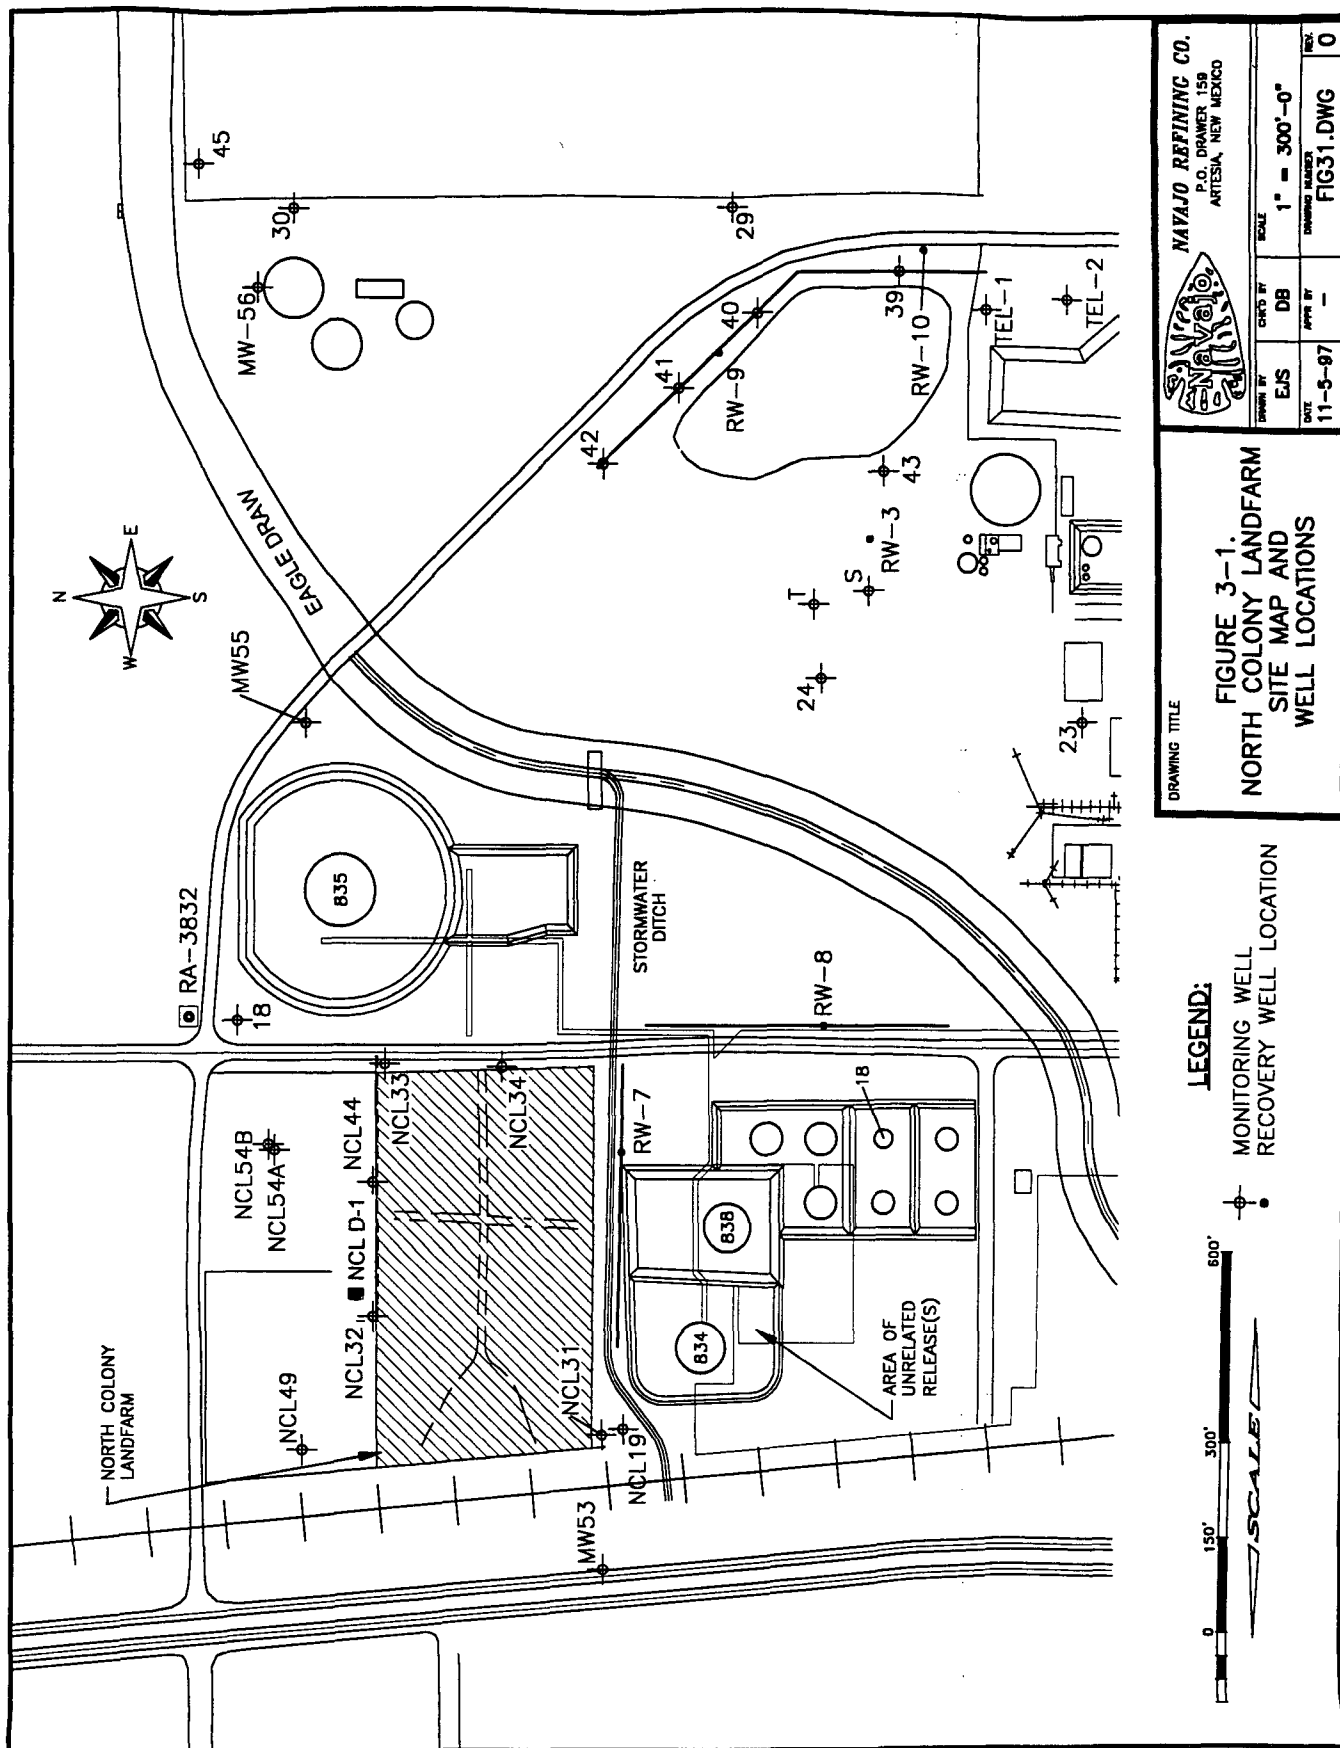 N
E
S
W
EAGLE DRAW
45
30
MW-56
29
40
39
41
42
RW-9
RW-10
TEL-1
TEL-2
43
RW-3
S
T
24
23
MW55
RA-3832
18
835
STORMWATER
DITCH
RW-8
NCL33
NCL34
NCL44
NCL54B
NCL54A
NCL D-1
NCL32
NCL49
NORTH COLONY
LANDFARM
NCL31
NCL19
MW53
RW-7
838
834
18
AREA OF
UNRELATED
RELEASE(S)
LEGEND:
MONITORING WELL
RECOVERY WELL LOCATION
0
150'
300'
600'
SCALE
DRAWING TITLE
FIGURE 3-1.
NORTH COLONY LANDFARM
SITE MAP AND
WELL LOCATIONS
Navajo
NAVAJO REFINING CO.
P.O. DRAWER 159
ARTESIA, NEW MEXICO
DRAWN BY
EJS
CHK'D BY
DB
SCALE
1" = 300'-0"
DATE
11-5-97
APPR BY
-
DRAWING NUMBER
FIG31.DWG
REV.
0